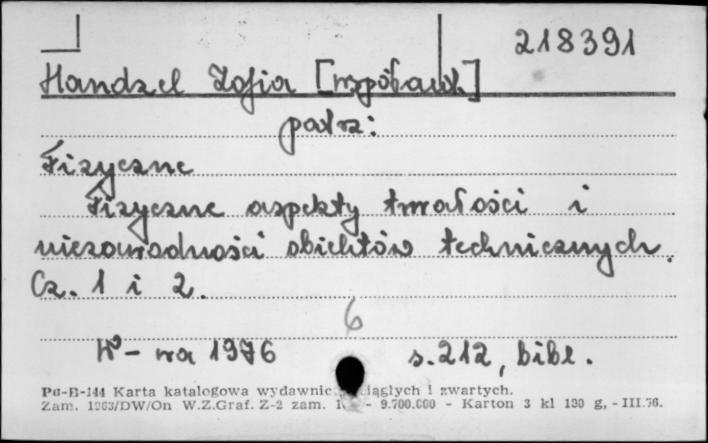 218391
Handzel Zofia [współaut.]
patrz:
Fizyczne
Fizyczne aspekty trwałości i
niezawodności obiektów technicznych.
Cz. 1 i 2.
6
W-wa 1976 s. 212, bibl.
Pu-B-144 Karta katalogowa wydawnic ciągłych i zwartych.
Zam. 1263/DW/On W.Z.Graf. Z-2 zam. - 9.700.000 - Karton 3 kl 190 g, - III.76.